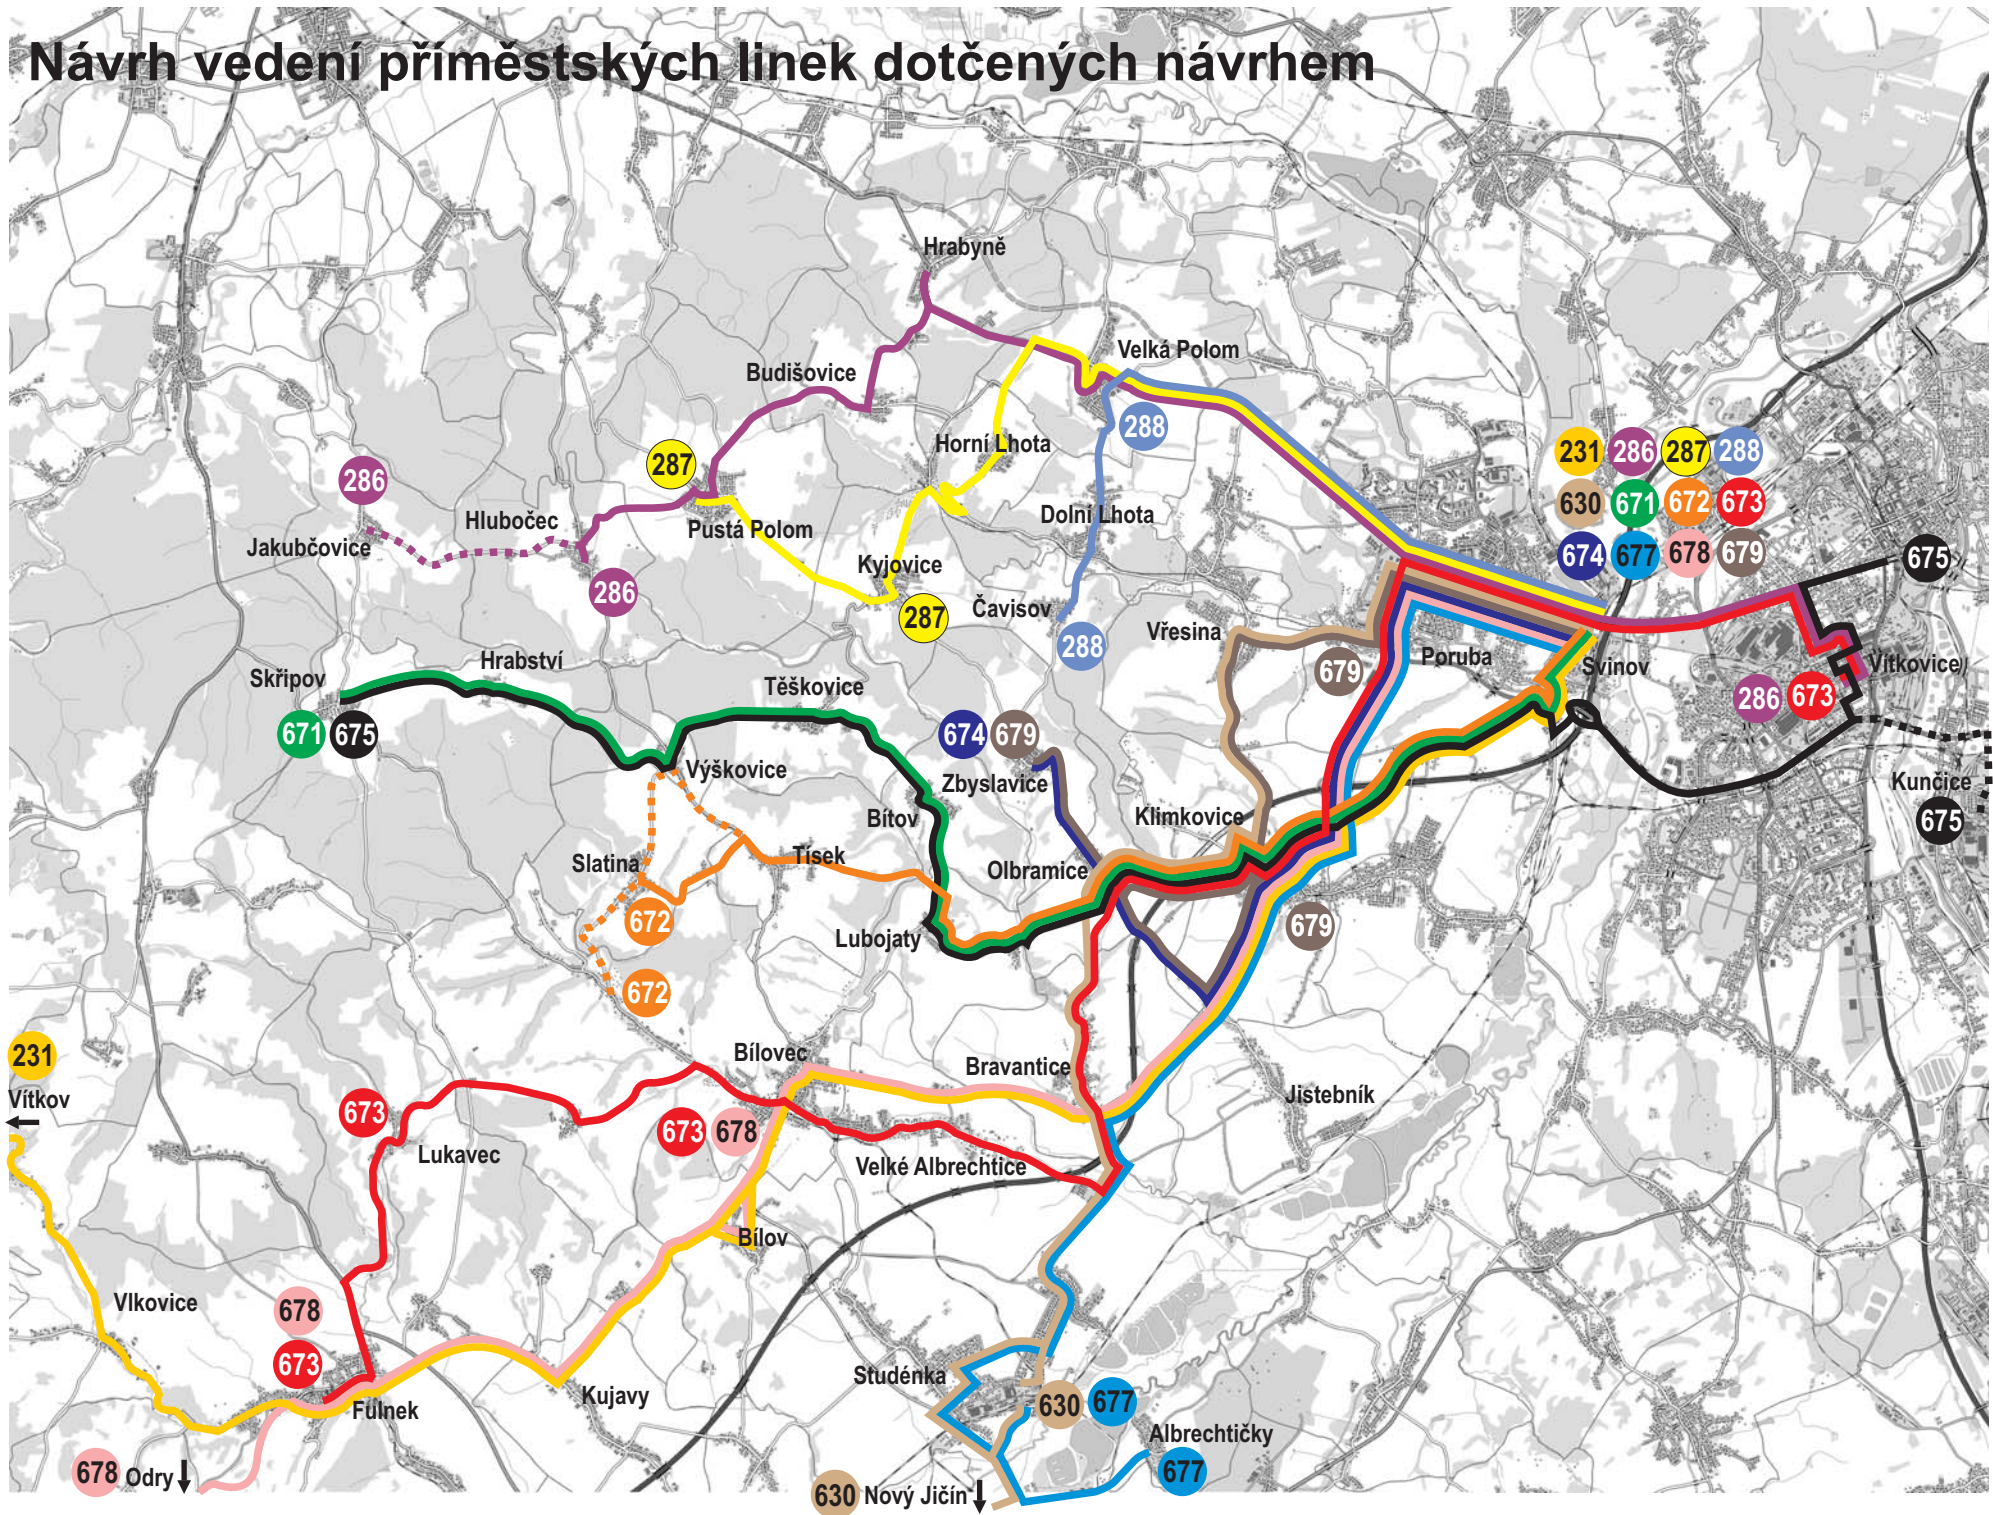 Návrh vedení příměstských linek dotčených návrhem
Hrabyně
Velká Polom
Budišovice
288
Horní Lhota
231 286 287 288
287
286
630 671 672 673
Hlubočec
Dolní Lhota
Pustá Polom
Jakubčovice
674 677 678 679
675
Kyjovice
286
287
Čavisov
Vřesina
288
Poruba
Svinov
Vítkovice
Hrabství
Skřipov
Těškovice
679
286 673
671 675
674 679
Výškovice
Zbyslavice
Kunčice
Bítov
Klimkovice
675
Slatina
Tísek
Olbramice
672
679
Lubojaty
672
231
Bílovec
Bravantice
Vítkov
Jistebník
673
673 678
Lukavec
Velké Albrechtice
Bílov
Vlkovice
678
673
Studénka
Kujavy
Fulnek
630 677
Albrechtičky
678 Odry
677
630 Nový Jičín